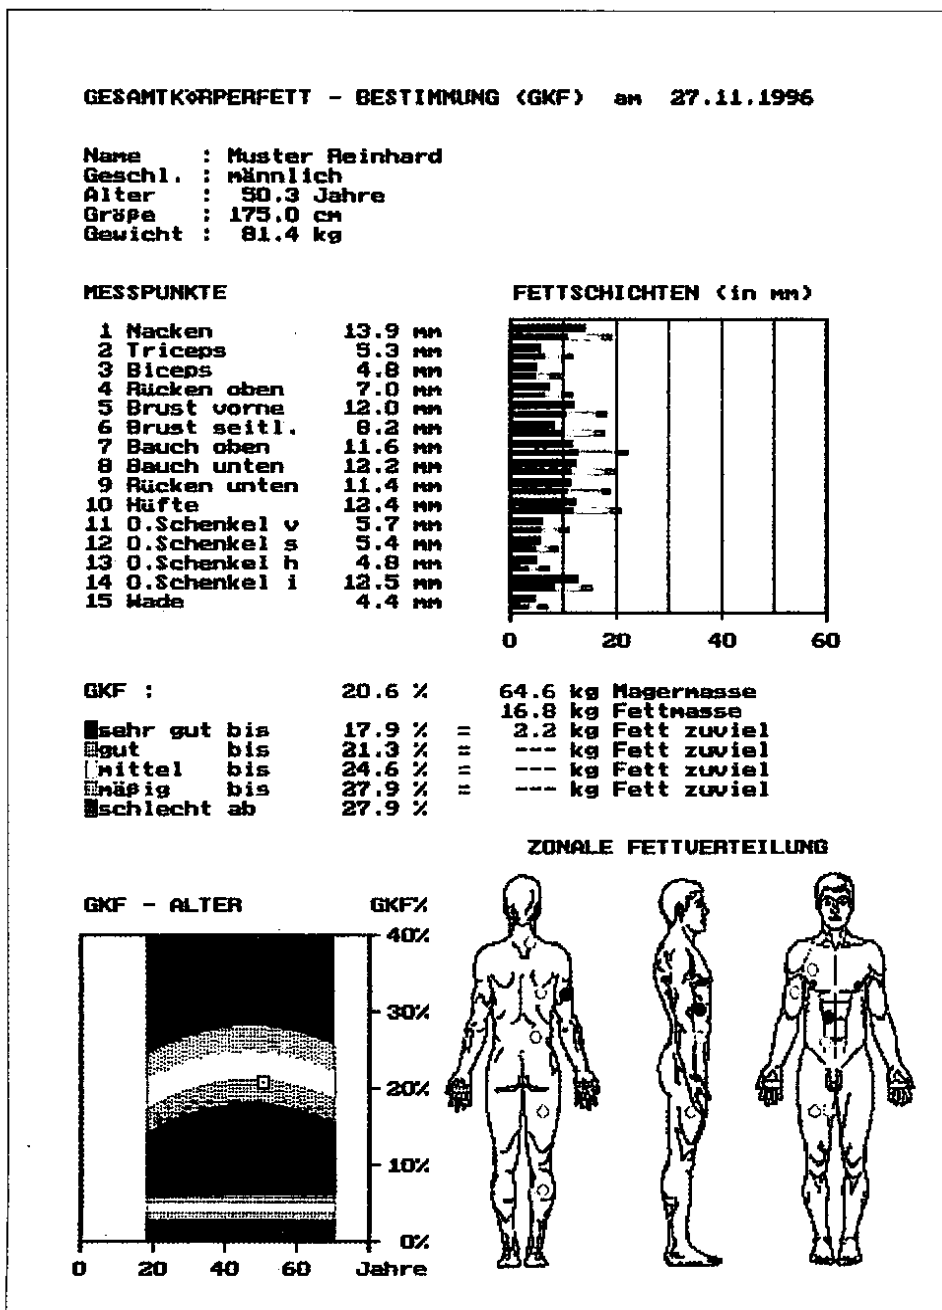 GESAMTKÖRPERFETT - BESTIMMUNG (GKF) am 27.11.1996
Name : Muster Reinhard
Geschl. : männlich
Alter : 50.3 Jahre
Größe : 175.0 cm
Gewicht : 81.4 kg
MESSPUNKTE
1 Nacken 13.9 mm
2 Triceps 5.3 mm
3 Biceps 4.8 mm
4 Rücken oben 7.0 mm
5 Brust vorne 12.0 mm
6 Brust seitl. 8.2 mm
7 Bauch oben 11.6 mm
8 Bauch unten 12.2 mm
9 Rücken unten 11.4 mm
10 Hüfte 12.4 mm
11 O.Schenkel v 5.7 mm
12 O.Schenkel s 5.4 mm
13 O.Schenkel h 4.8 mm
14 O.Schenkel i 12.5 mm
15 Wade 4.4 mm
FETTSCHICHTEN (in mm)
0 20 40 60
GKF : 20.6 % 64.6 kg Magermasse
16.8 kg Fettmasse
sehr gut bis 17.9 % = 2.2 kg Fett zuviel
gut bis 21.3 % = --- kg Fett zuviel
mittel bis 24.6 % = --- kg Fett zuviel
mäßig bis 27.9 % = --- kg Fett zuviel
schlecht ab 27.9 %
GKF - ALTER GKF%
40%
30%
20%
10%
0%
0 20 40 60 Jahre
ZONALE FETTVERTEILUNG